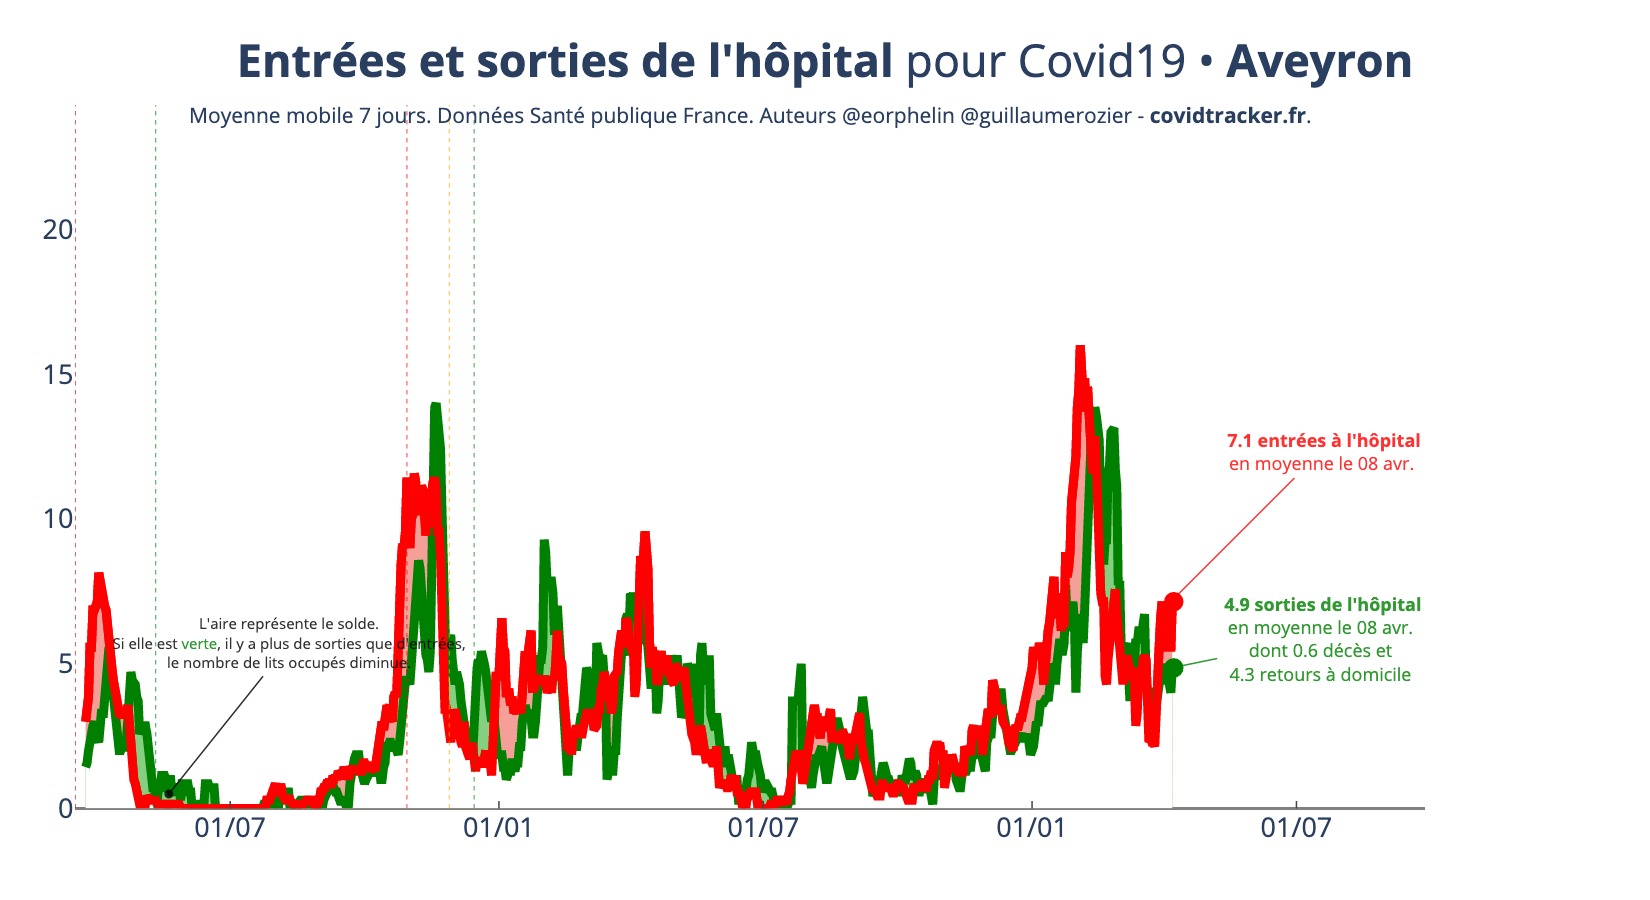 Entrées et sorties de l'hôpital pour Covid19 • Aveyron
Moyenne mobile 7 jours. Données Santé publique France. Auteurs @eorphelin @guillaumerozier - covidtracker.fr.
20
15
10
5
0
L'aire représente le solde.
Si elle est verte, il y a plus de sorties que d'entrées,
le nombre de lits occupés diminue.
7.1 entrées à l'hôpital
en moyenne le 08 avr.
4.9 sorties de l'hôpital
en moyenne le 08 avr.
dont 0.6 décès et
4.3 retours à domicile
01/07
01/01
01/07
01/01
01/07